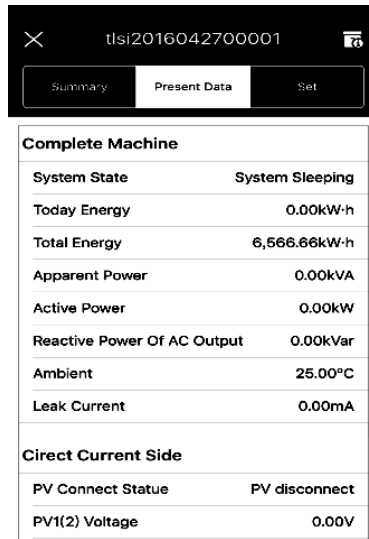 tlsi2016042700001
Summary Present Data Set
Complete Machine
System State System Sleeping
Today Energy 0.00kW·h
Total Energy 6,566.66kW·h
Apparent Power 0.00kVA
Active Power 0.00kW
Reactive Power Of AC Output 0.00kVar
Ambient 25.00°C
Leak Current 0.00mA
Cirect Current Side
PV Connect Statue PV disconnect
PV1(2) Voltage 0.00V